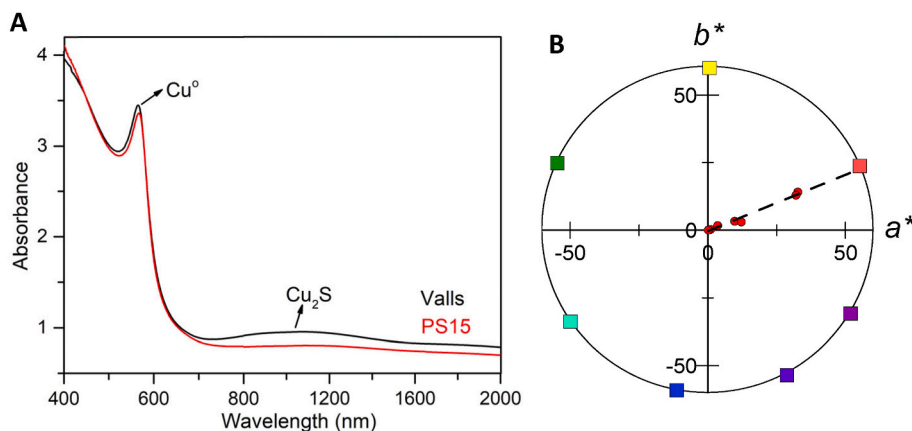 A
4
3
2
1
Absorbance
Cu⁰
Cu₂S
Valls
PS15
400 600 800 1200 1600 2000
Wavelength (nm)
B
b*
50
0
-50
-50 0 50
a*